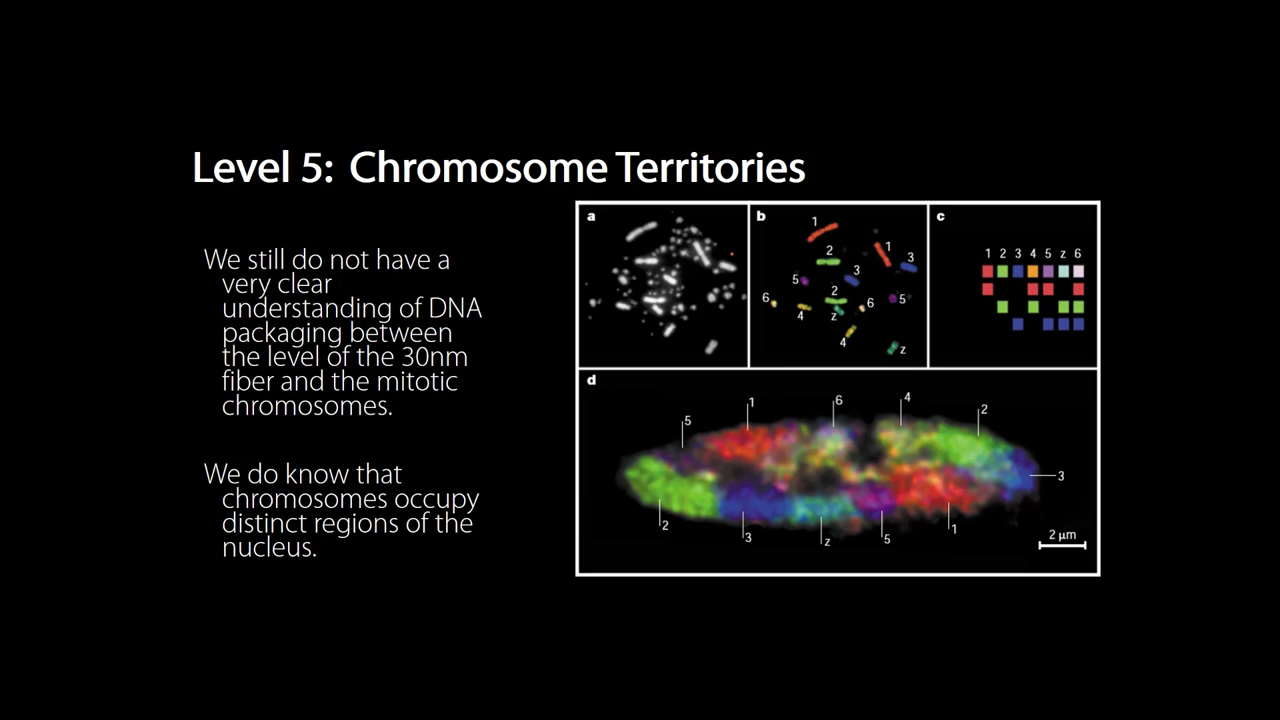 Level 5: Chromosome Territories
We still do not have a
very clear
understanding of DNA
packaging between
the level of the 30nm
fiber and the mitotic
chromosomes.
We do know that
chromosomes occupy
distinct regions of the
nucleus.
a
b
1
1
2
3
3
5
2
6
6
5
4
z
4
z
c
1 2 3 4 5 z 6
d
5
1
6
4
2
3
2
3
z
5
1
2 µm